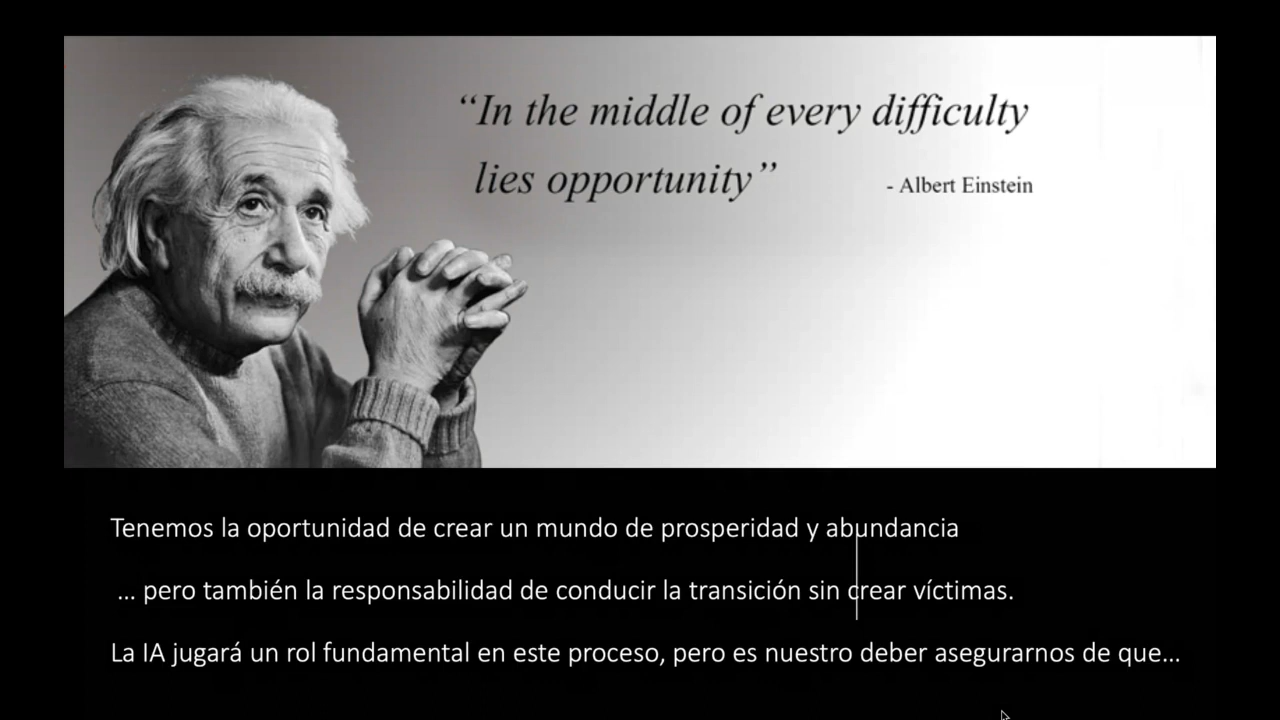 “In the middle of every difficulty
lies opportunity”
- Albert Einstein
Tenemos la oportunidad de crear un mundo de prosperidad y abundancia
... pero también la responsabilidad de conducir la transición sin crear víctimas.
La IA jugará un rol fundamental en este proceso, pero es nuestro deber asegurarnos de que...